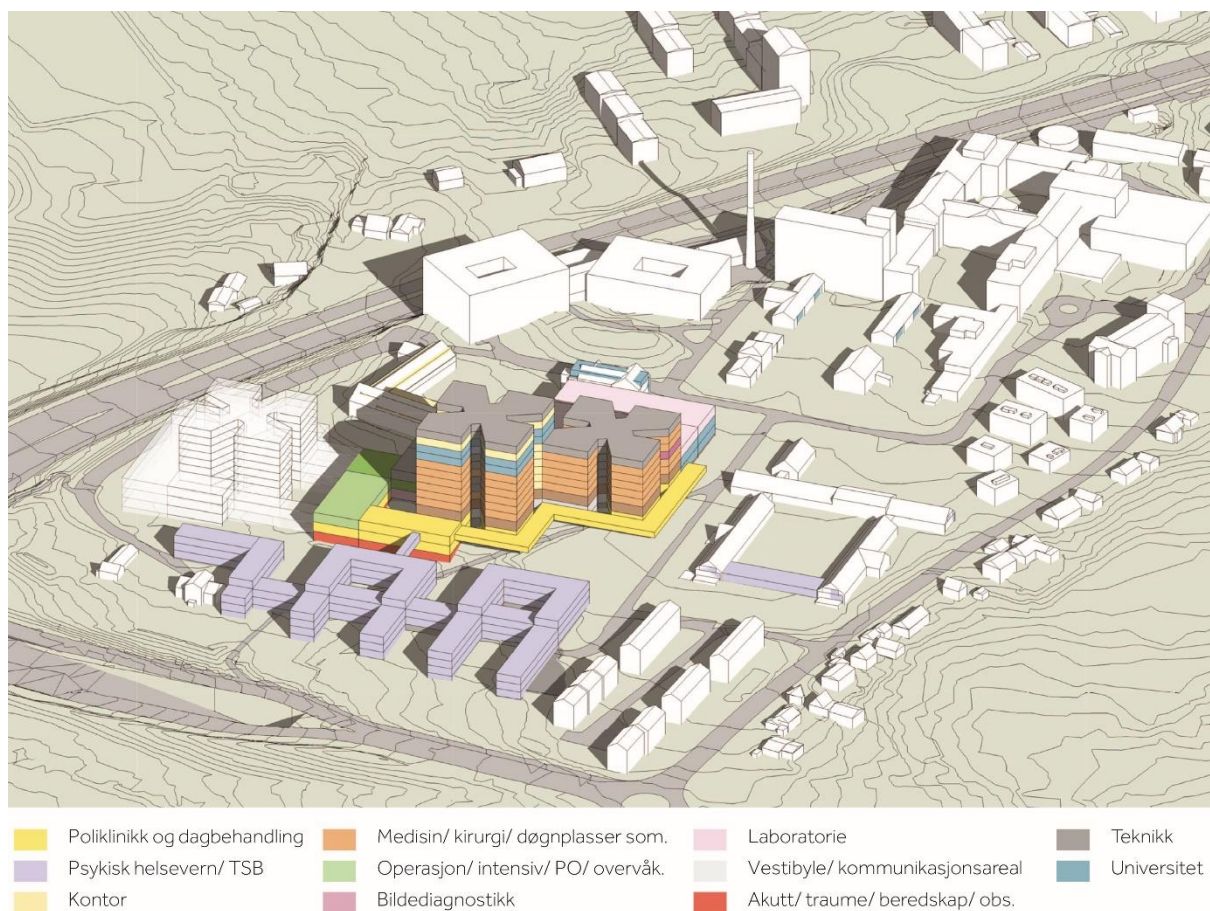 Poliklinikk og dagbehandling
Psykisk helsevern/ TSB
Kontor
Medisin/ kirurgi/ døgnplasser som.
Operasjon/ intensiv/ PO/ overvåk.
Bildediagnostikk
Laboratorie
Vestibyle/ kommunikasjonsareal
Akutt/ traume/ beredskap/ obs.
Teknikk
Universitet